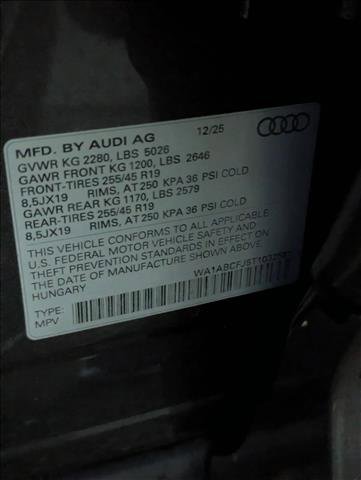 MFD. BY AUDI AG 12/25
GVWR KG 2280, LBS 5026
GAWR FRONT KG 1200, LBS 2646
FRONT-TIRES 255/45 R19
8,5JX19 RIMS, AT 250 KPA 36 PSI COLD
GAWR REAR KG 1170, LBS 2579
REAR-TIRES 255/45 R19
8,5JX19 RIMS, AT 250 KPA 36 PSI COLD
THIS VEHICLE CONFORMS TO ALL APPLICABLE
U.S. FEDERAL MOTOR VEHICLE SAFETY AND
THEFT PREVENTION STANDARDS IN EFFECT ON
THE DATE OF MANUFACTURE SHOWN ABOVE.
HUNGARY
TYPE:
MPV